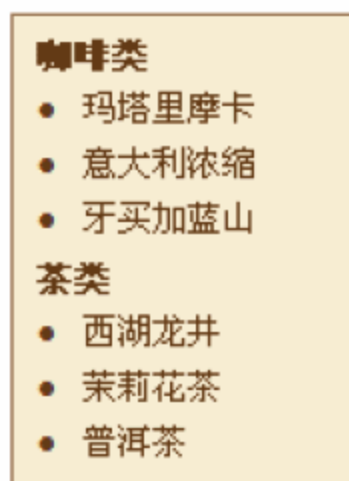 咖啡类
玛塔里摩卡
意大利浓缩
牙买加蓝山
茶类
西湖龙井
茉莉花茶
普洱茶